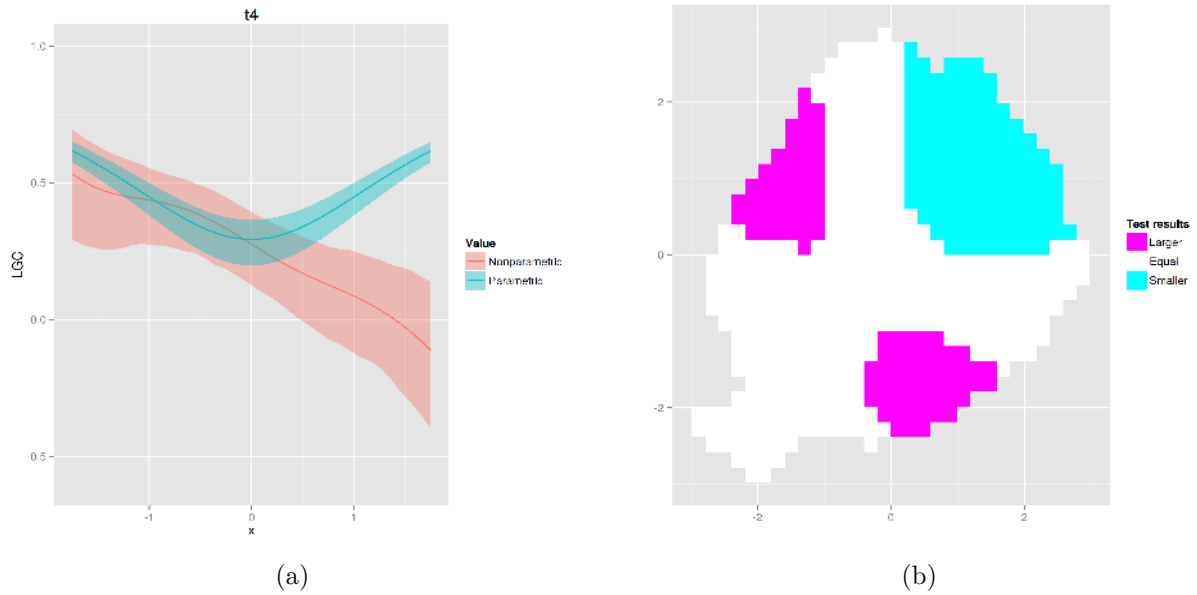 t4
1.0
0.5
0.0
0.5
-1
0
1
x
LGC
Value
Nonparametric
Parametric
(a)
2
0
-2
-2
0
2
Test results
Larger
Equal
Smaller
(b)